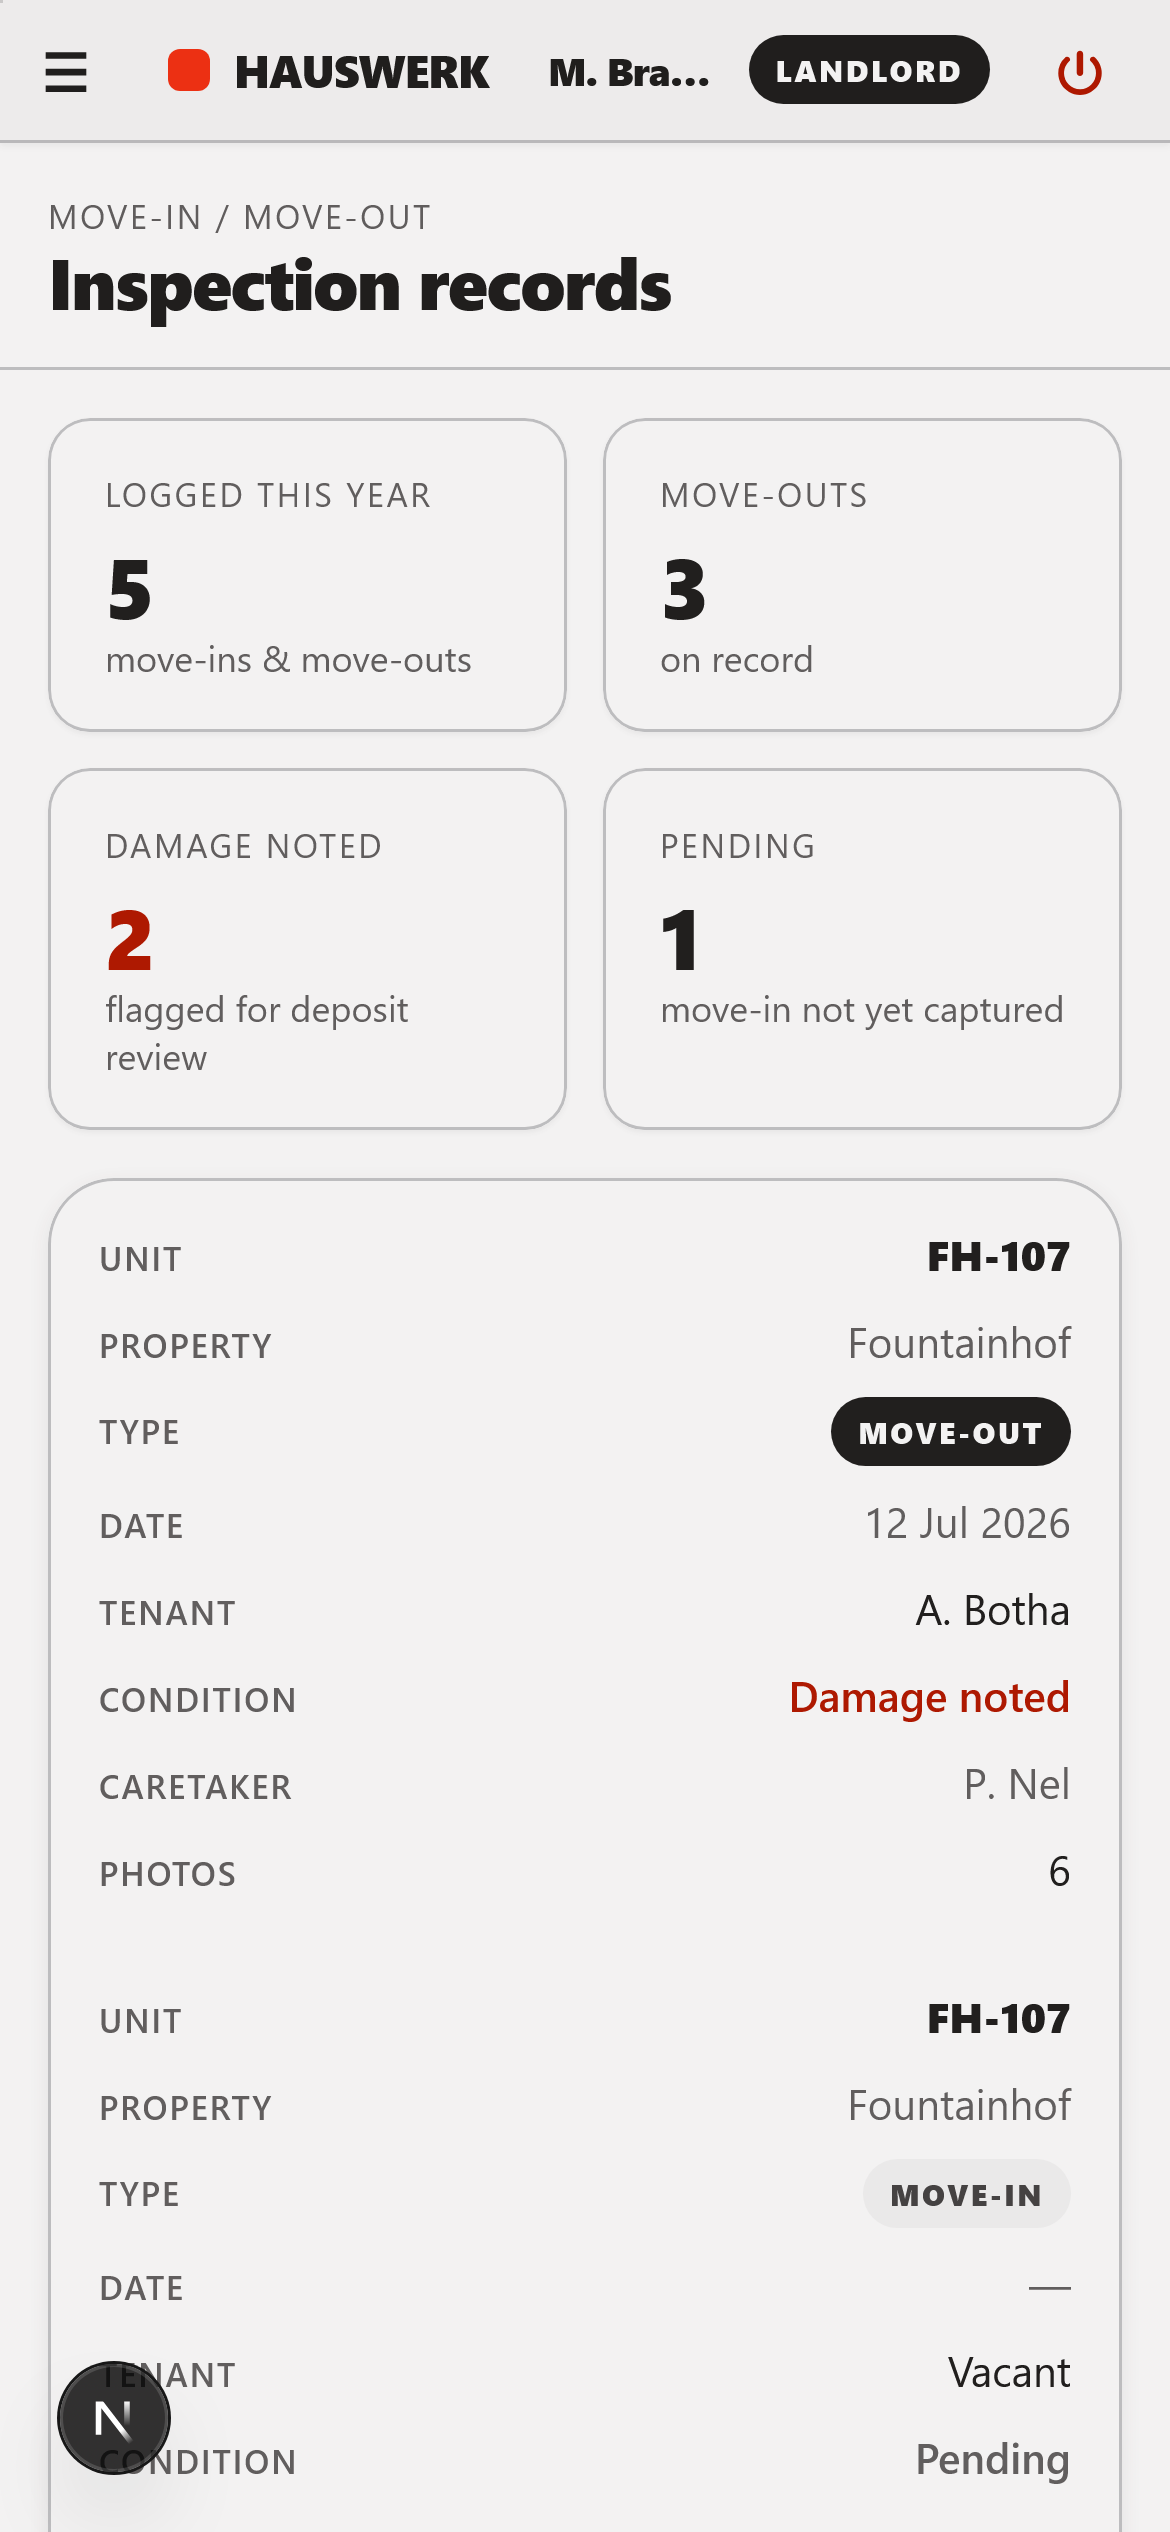 HAUSWERK M. Bra... LANDLORD
MOVE-IN / MOVE-OUT
Inspection records
LOGGED THIS YEAR
5
move-ins & move-outs
MOVE-OUTS
3
on record
DAMAGE NOTED
2
flagged for deposit
review
PENDING
1
move-in not yet captured
UNIT FH-107
PROPERTY Fountainhof
TYPE MOVE-OUT
DATE 12 Jul 2026
TENANT A. Botha
CONDITION Damage noted
CARETAKER P. Nel
PHOTOS 6
UNIT FH-107
PROPERTY Fountainhof
TYPE MOVE-IN
DATE —
TENANT Vacant
N
CONDITION Pending